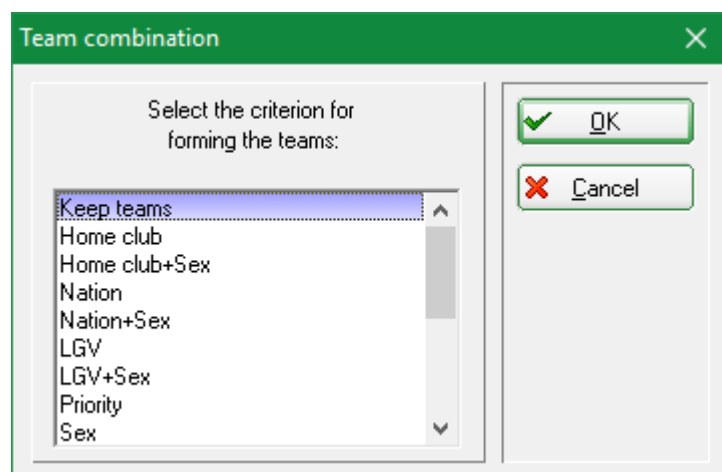 Team combination
Select the criterion for
forming the teams:
Keep teams
Home club
Home club+Sex
Nation
Nation+Sex
LGV
LGV+Sex
Priority
Sex
OK
Cancel